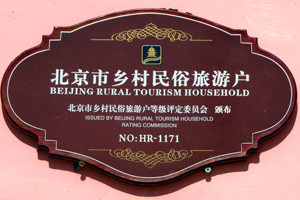 北京市乡村民俗旅游户
BEIJING RURAL TOURISM HOUSEHOLD
北京市乡村民俗旅游户等级评定委员会 颁布
ISSUED BY BEIJING RURAL TOURISM HOUSEHOLD
RATING COMMISSION
NO:HR-1171